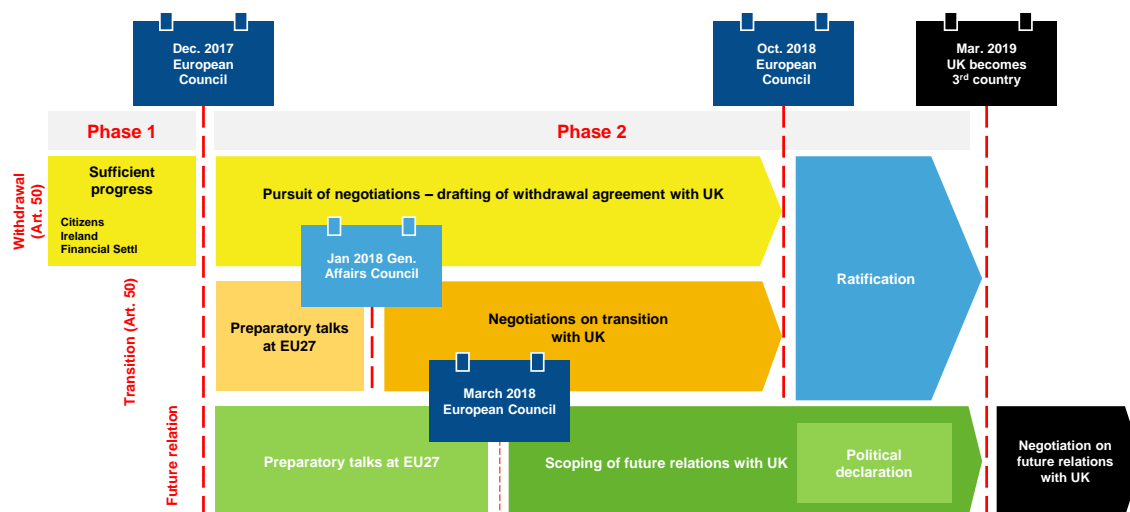 Dec. 2017
European
Council
Oct. 2018
European
Council
Mar. 2019
UK becomes
3rd country
Phase 1
Phase 2
Withdrawal
(Art. 50)
Sufficient
progress
Citizens
Ireland
Financial Settl
Pursuit of negotiations – drafting of withdrawal agreement with UK
Jan 2018 Gen.
Affairs Council
Ratification
Transition (Art. 50)
Preparatory talks
at EU27
Negotiations on transition
with UK
March 2018
European Council
Future relation
Preparatory talks at EU27
Scoping of future relations with UK
Political
declaration
Negotiation on
future relations
with UK